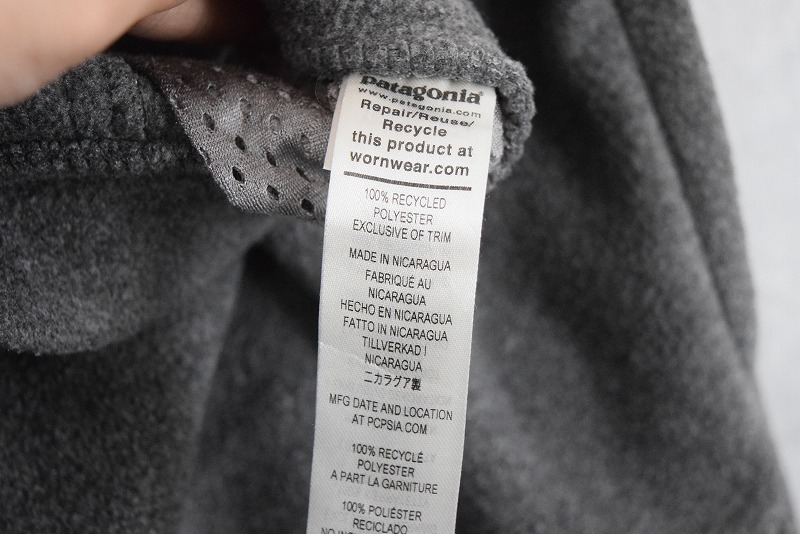 patagonia®
www.patagonia.com
Repair/Reuse/
Recycle
this product at
wornwear.com
100% RECYCLED
POLYESTER
EXCLUSIVE OF TRIM
MADE IN NICARAGUA
FABRIQUÉ AU
NICARAGUA
HECHO EN NICARAGUA
FATTO IN NICARAGUA
TILLVERKAD I
NICARAGUA
ニカラグア製
MFG DATE AND LOCATION
AT PCPSIA.COM
100% RECYCLÉ
POLYESTER
A PART LA GARNITURE
100% POLIÉSTER
RECICLADO